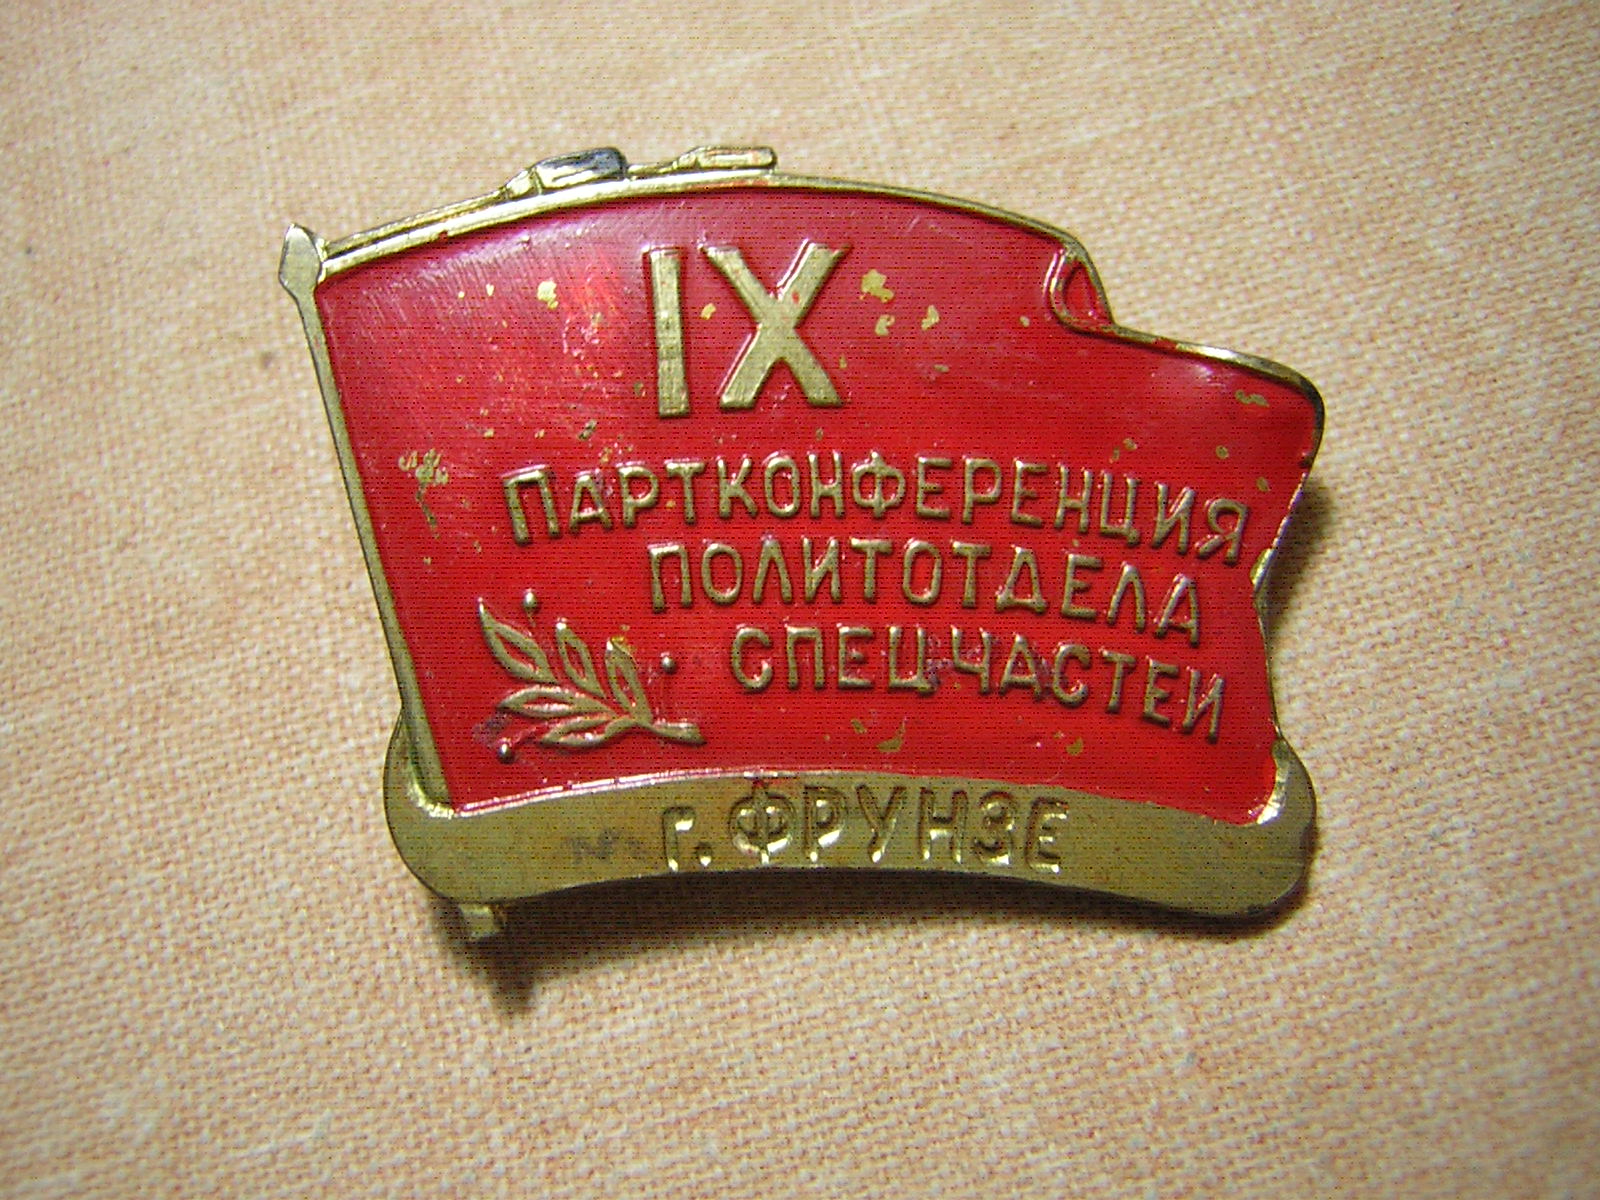 IX
ПАРТКОНФЕРЕНЦИЯ
ПОЛИТОТДЕЛА
СПЕЦЧАСТЕЙ
г. ФРУНЗЕ